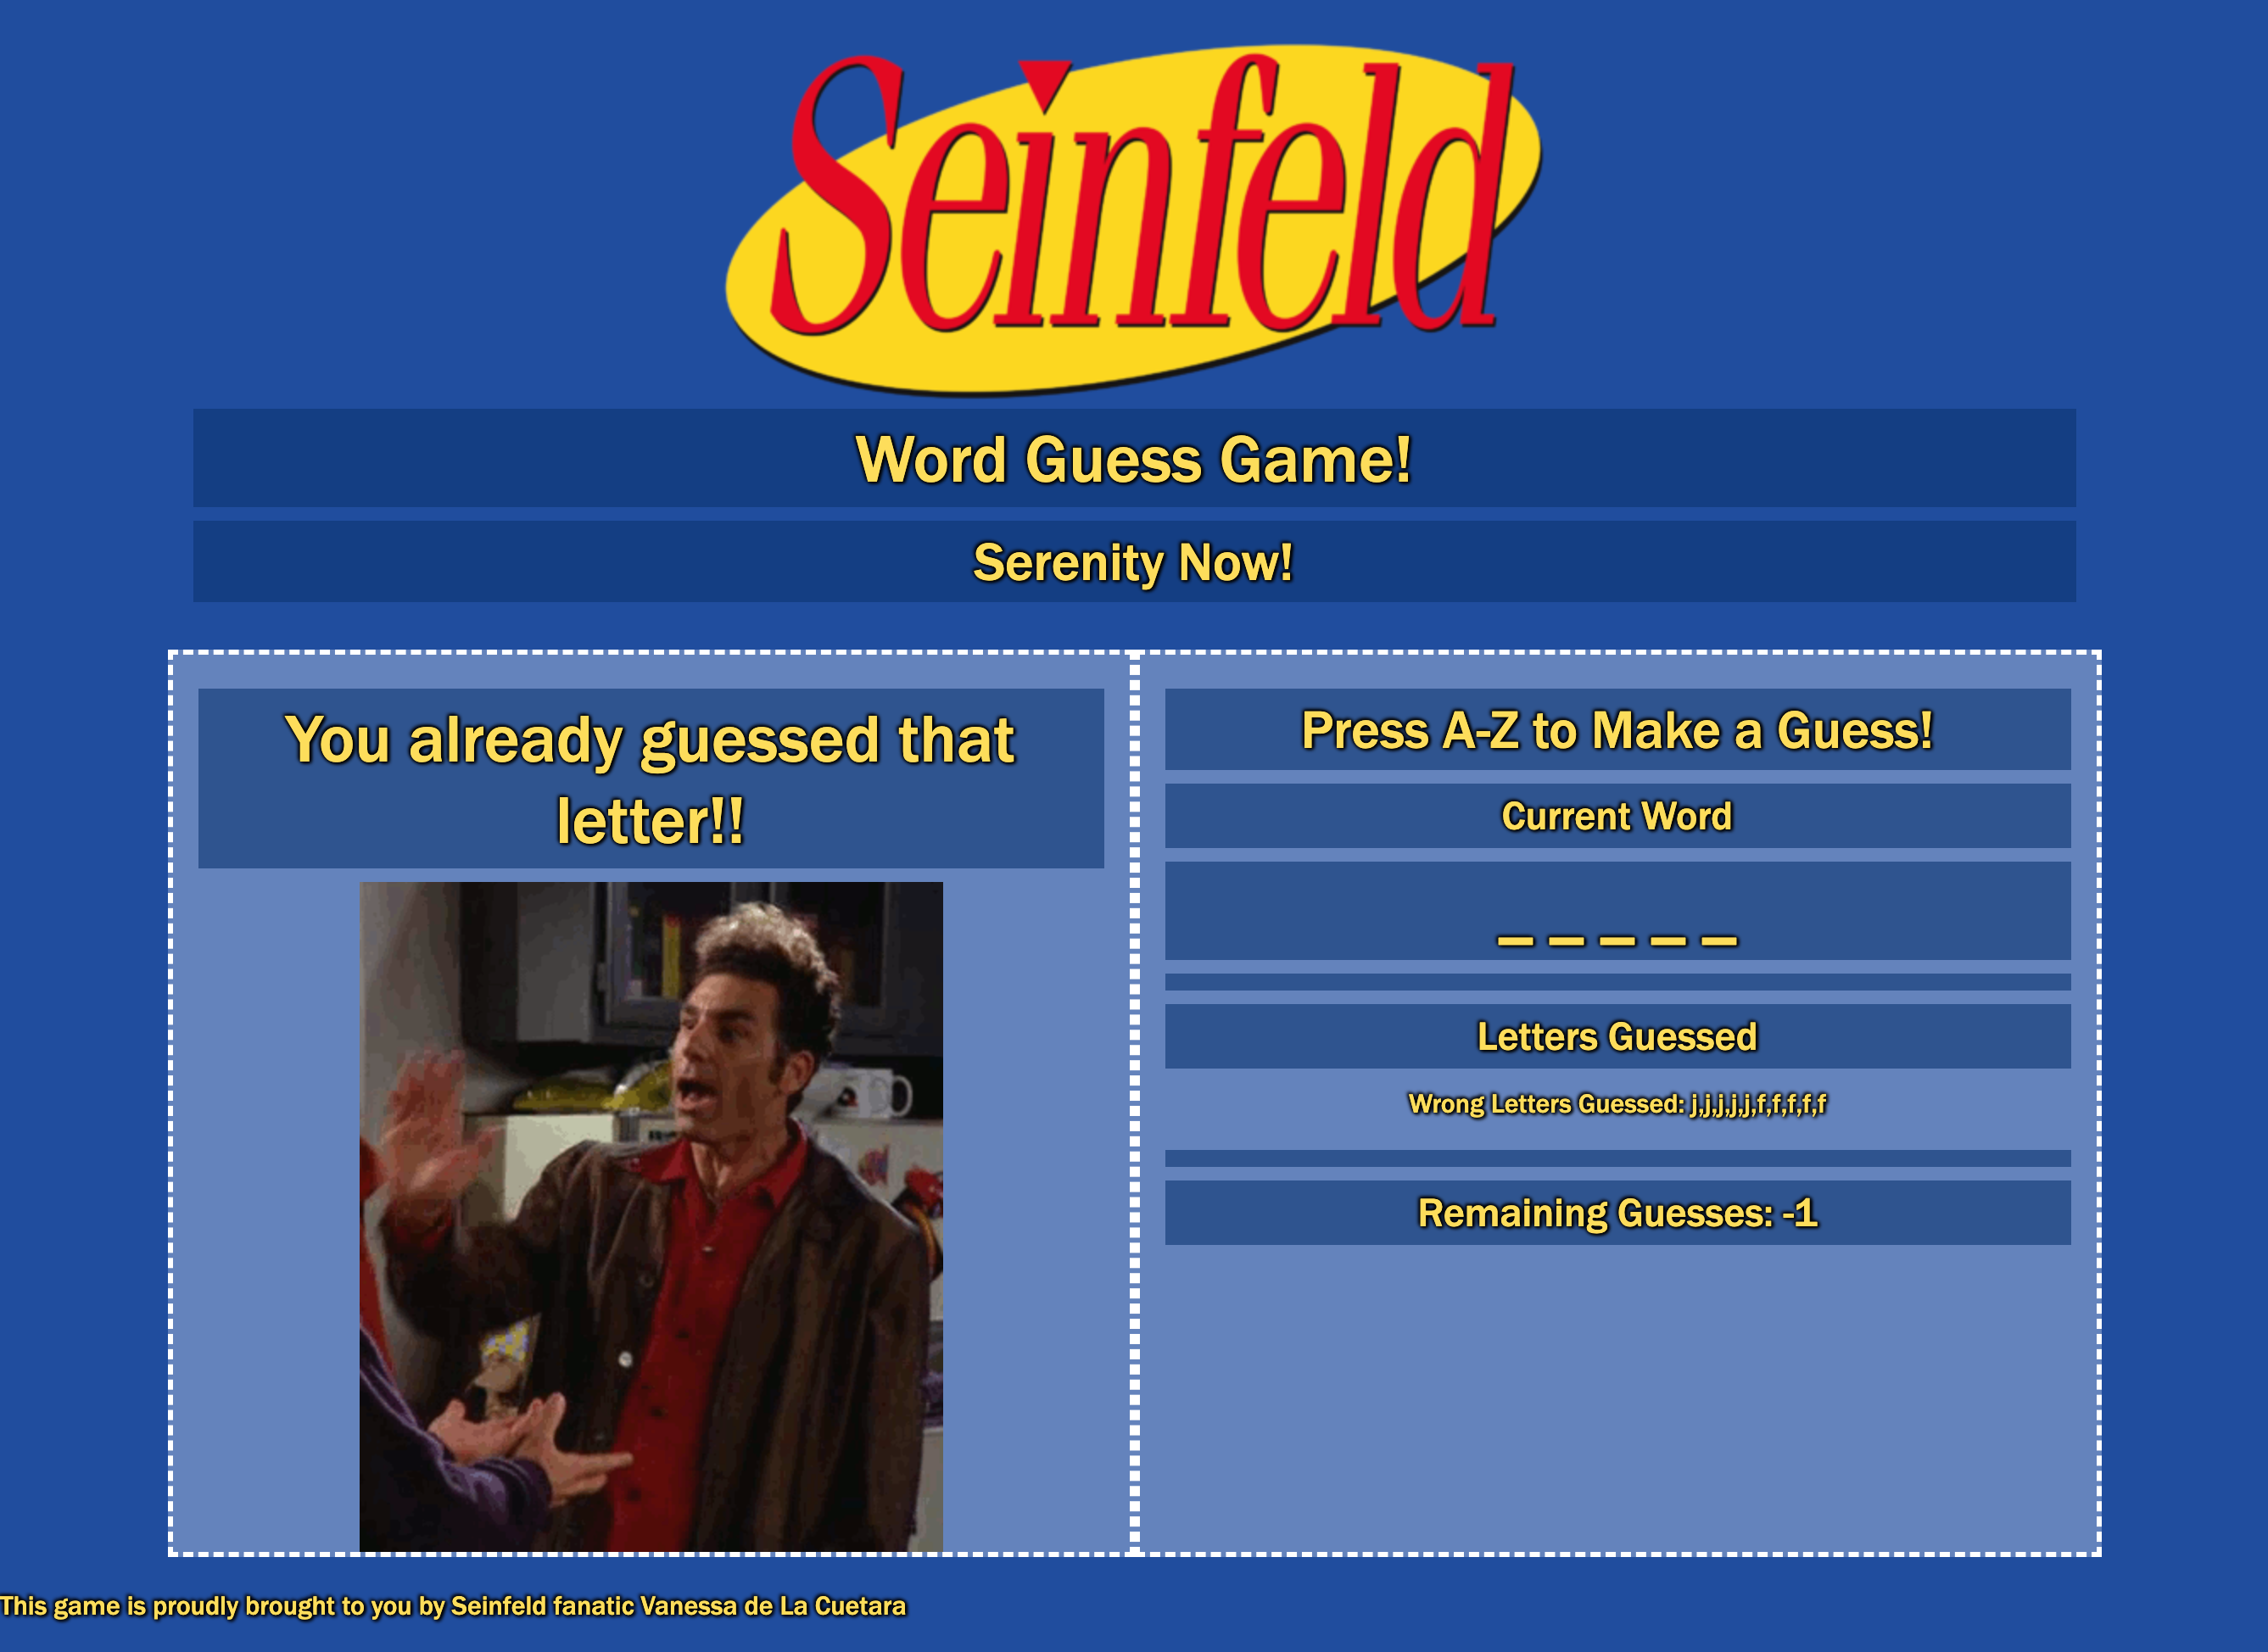 Seinfeld
Word Guess Game!
Serenity Now!
You already guessed that
letter!!
Press A-Z to Make a Guess!
Current Word
_ _ _ _ _
Letters Guessed
Wrong Letters Guessed: j,j,j,j,j,f,f,f,f,f
Remaining Guesses: -1
This game is proudly brought to you by Seinfeld fanatic Vanessa de La Cuetara